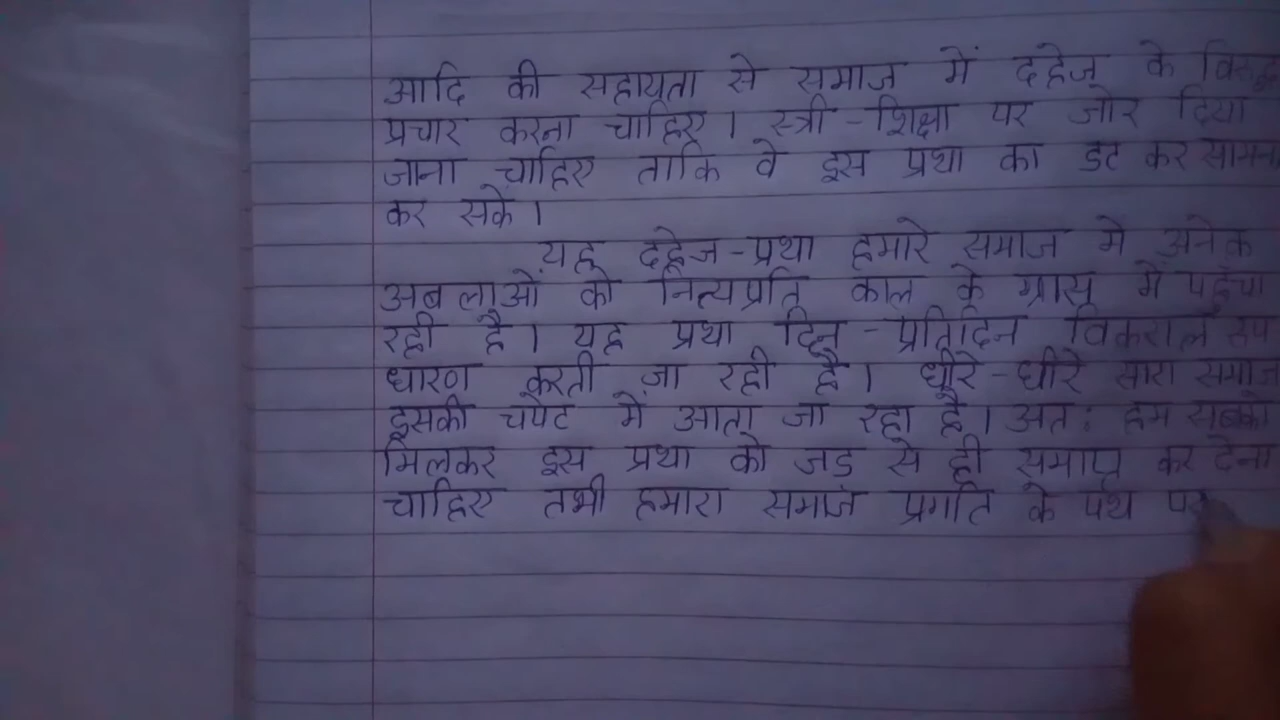 आदि की सहायता से समाज में दहेज के विरुद्ध
प्रचार करना चाहिए। स्त्री-शिक्षा पर जोर दिया
जाना चाहिए ताकि वे इस प्रथा का डट कर सामन
कर सके।
यह दहेज-प्रथा हमारे समाज मे अनेक
अबलाओं को नित्यप्रति काल के ग्रास में पहुंचा
रही है। यह प्रथा दिन-प्रतिदिन विकराल रूप
धारण करती जा रही है। धीरे-धीरे सारा समाज
इसकी चपेट में आता जा रहा है। अत: हम सबको
मिलकर इस प्रथा को जड़ से ही समाप्त कर देना
चाहिए तभी हमारा समाज प्रगति के पथ पर